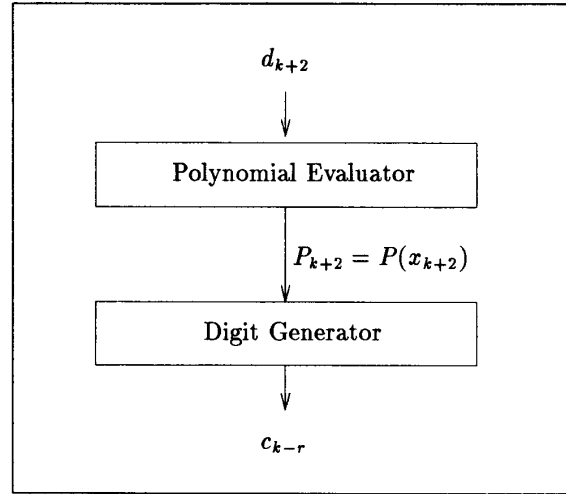 d_{k+2}
Polynomial Evaluator
P_{k+2} = P(x_{k+2})
Digit Generator
c_{k-r}